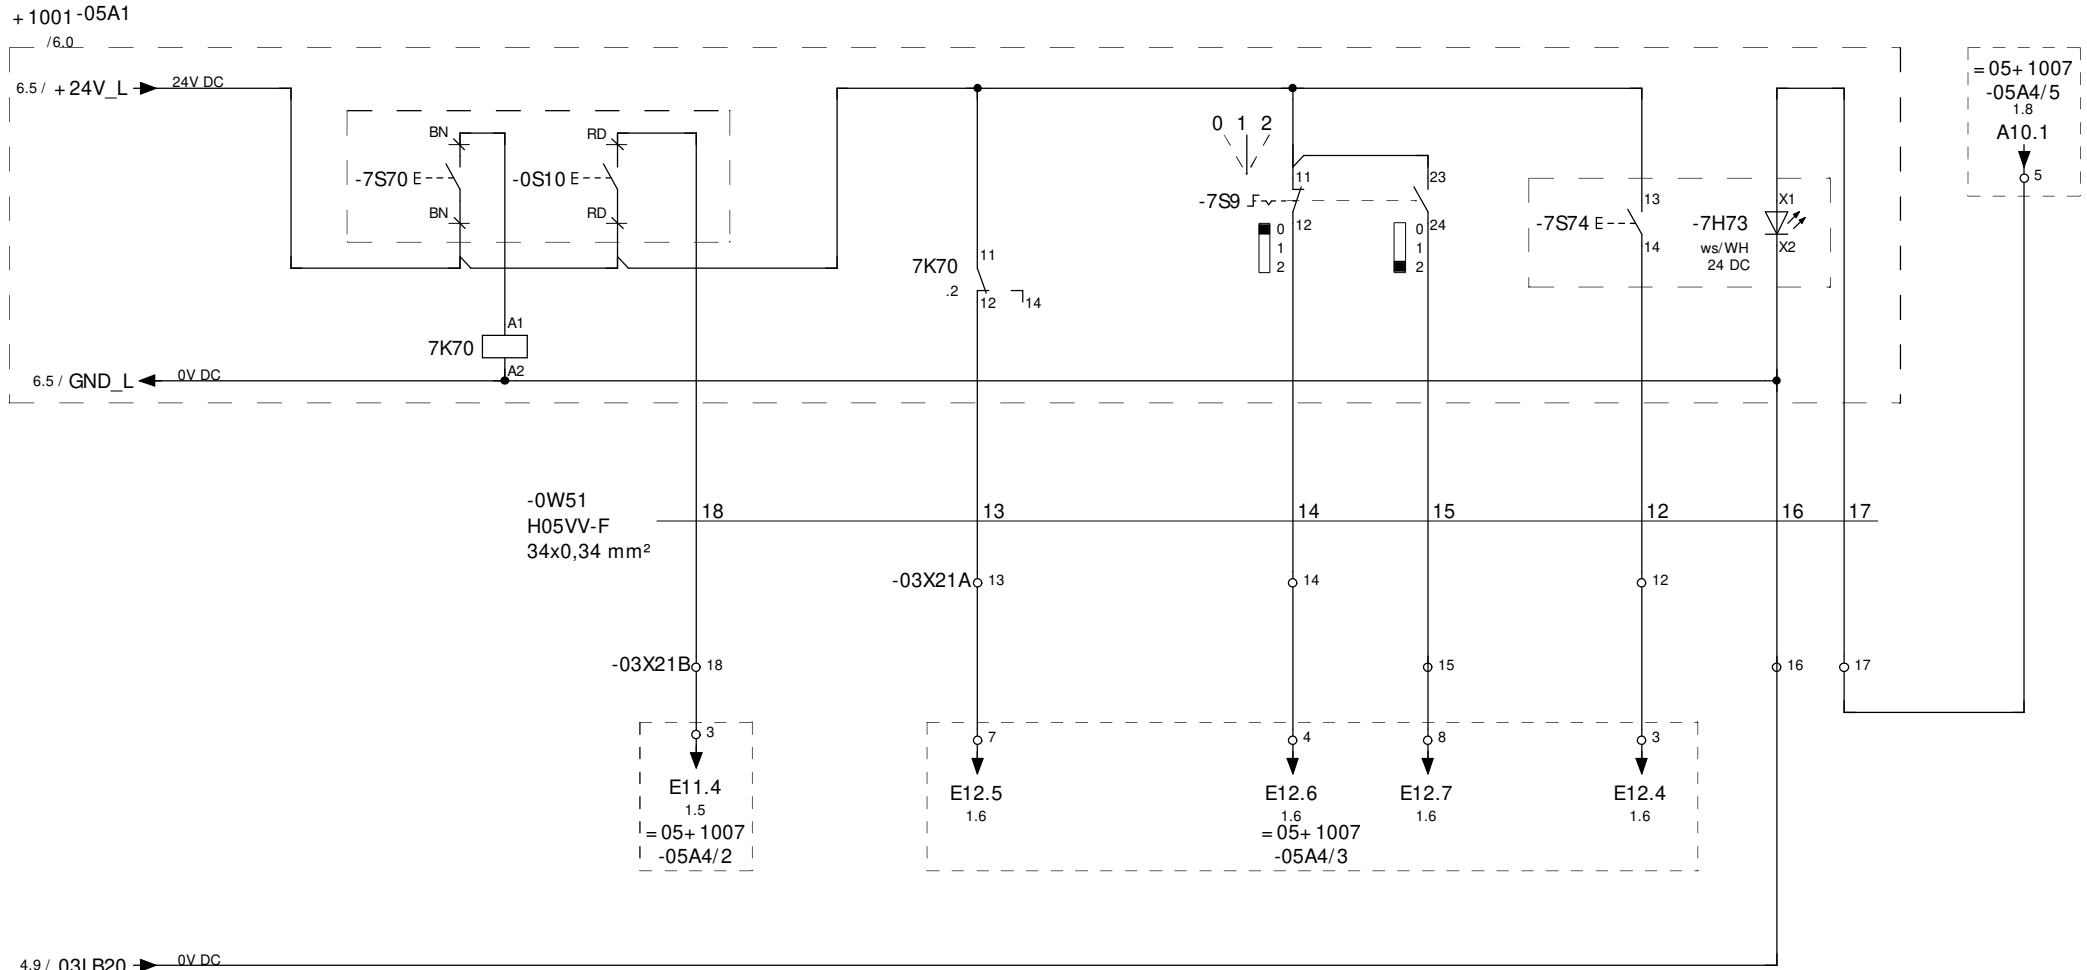 +1001-05A1
/6.0
6.5 / +24V_L
24V DC
BN
RD
-7S70
E
-0S10
E
BN
RD
7K70
A1
A2
6.5 / GND_L
0V DC
7K70
.2
11
12
14
0 1 2
-7S9
11
12
23
24
0
1
2
0
1
2
-7S74
E
13
14
-7H73
ws/WH
24 DC
X1
X2
=05+1007
-05A4/5
1.8
A10.1
5
-0W51
H05VV-F
34x0,34 mm²
18
13
14
15
12
16
17
-03X21A
13
14
12
-03X21B
18
15
16
17
3
E11.4
1.5
=05+1007
-05A4/2
7
E12.5
1.6
4
E12.6
1.6
8
E12.7
1.6
3
E12.4
1.6
=05+1007
-05A4/3
4.9 / 03LB20
0V DC